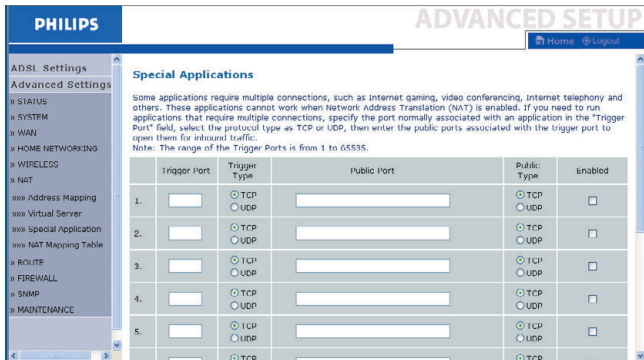 PHILIPS
ADVANCED SETUP
Home Logout
ADSL Settings
Advanced Settings
» STATUS
» SYSTEM
» WAN
» HOME NETWORKING
» WIRELESS
» NAT
»»» Address Mapping
»»» Virtual Server
»»» Special Application
»»» NAT Mapping Table
» ROUTE
» FIREWALL
» SNMP
» MAINTENANCE
Special Applications
Some applications require multiple connections, such as Internet gaming, video conferencing, Internet telephony and
others. These applications cannot work when Network Address Translation (NAT) is enabled. If you need to run
applications that require multiple connections, specify the port normally associated with an application in the "Trigger
Port" field, select the protocol type as TCP or UDP, then enter the public ports associated with the trigger port to
open them for inbound traffic.
Note: The range of the Trigger Ports is from 1 to 65535.
Trigger Port Trigger Type Public Port Public Type Enabled
1. TCP TCP
UDP UDP
2. TCP TCP
UDP UDP
3. TCP TCP
UDP UDP
4. TCP TCP
UDP UDP
5. TCP TCP
UDP UDP
TCP TCP